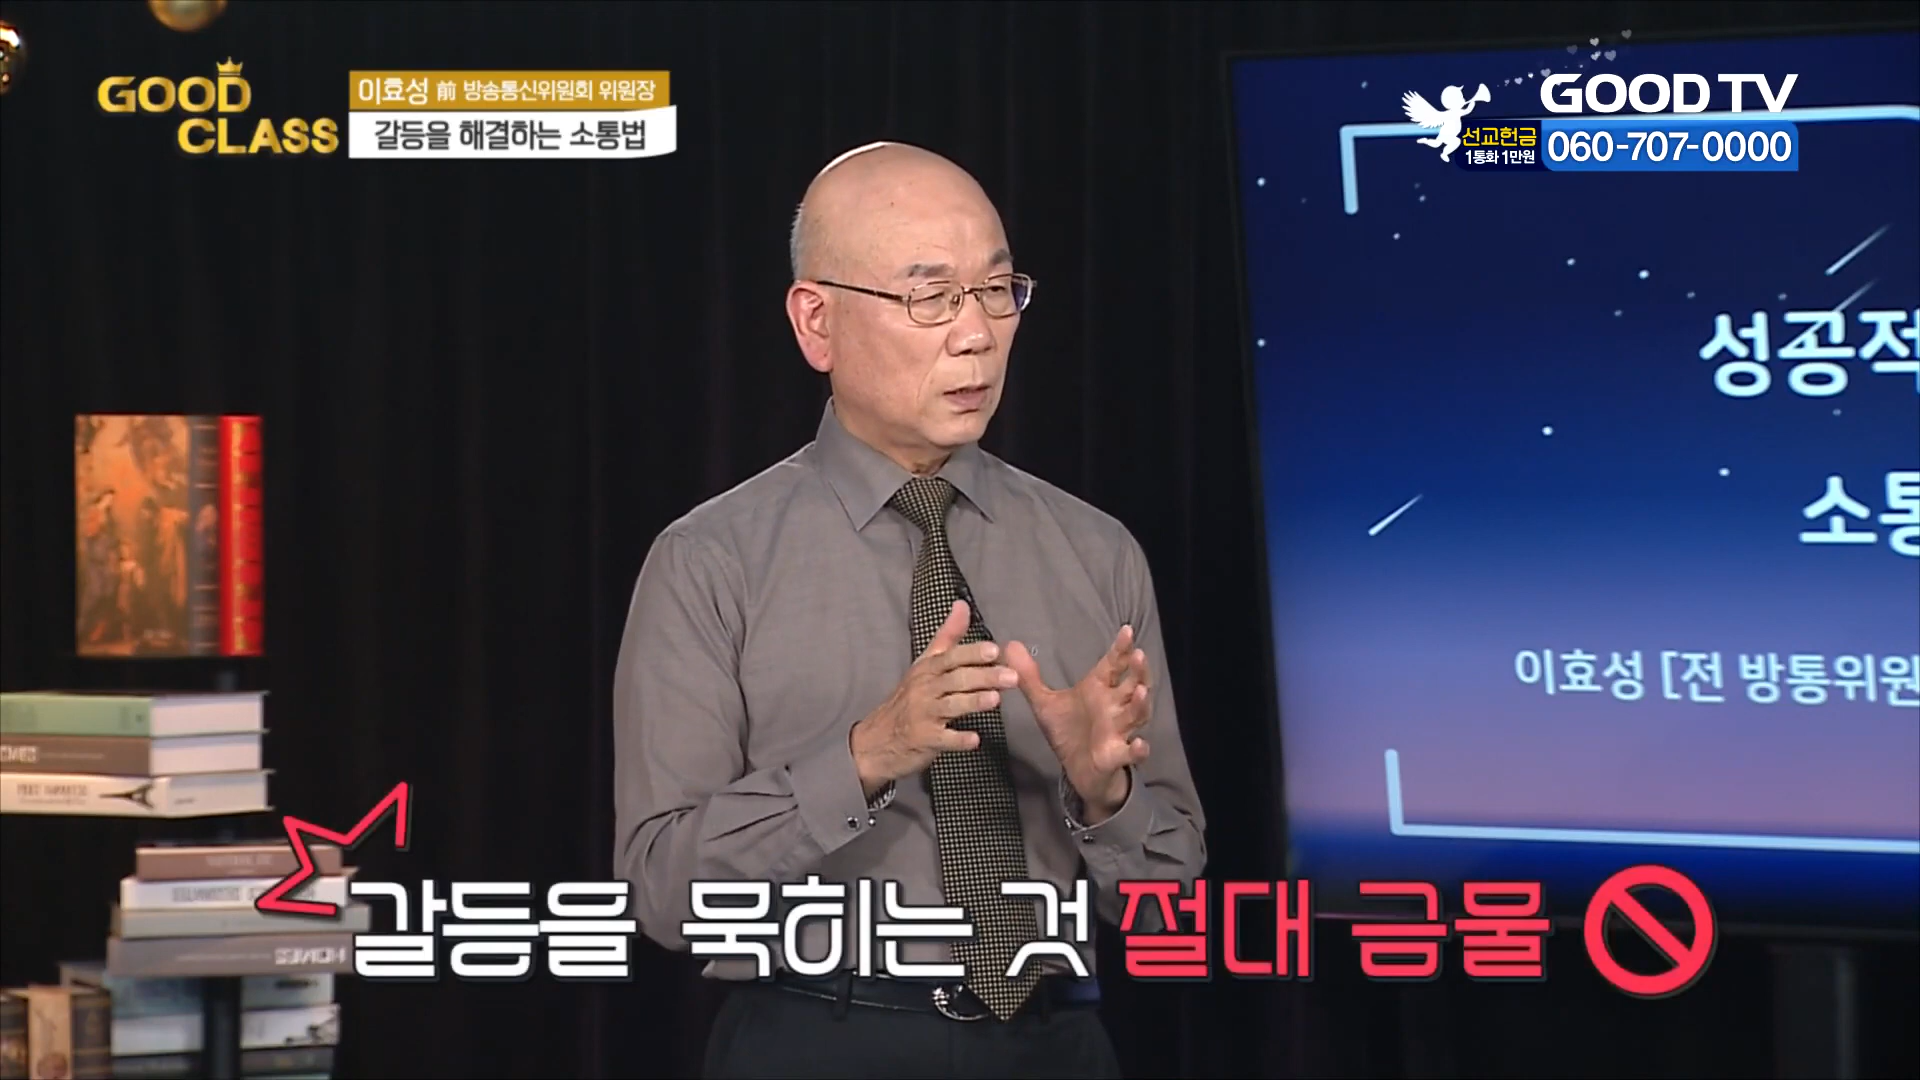 GOOD
CLASS
이효성 前 방송통신위원회 위원장
갈등을 해결하는 소통법
GOODTV
선교헌금
1통화 1만원
060-707-0000
성공적
소통
이효성 [전 방통위원
갈등을 묵히는 것 절대 금물